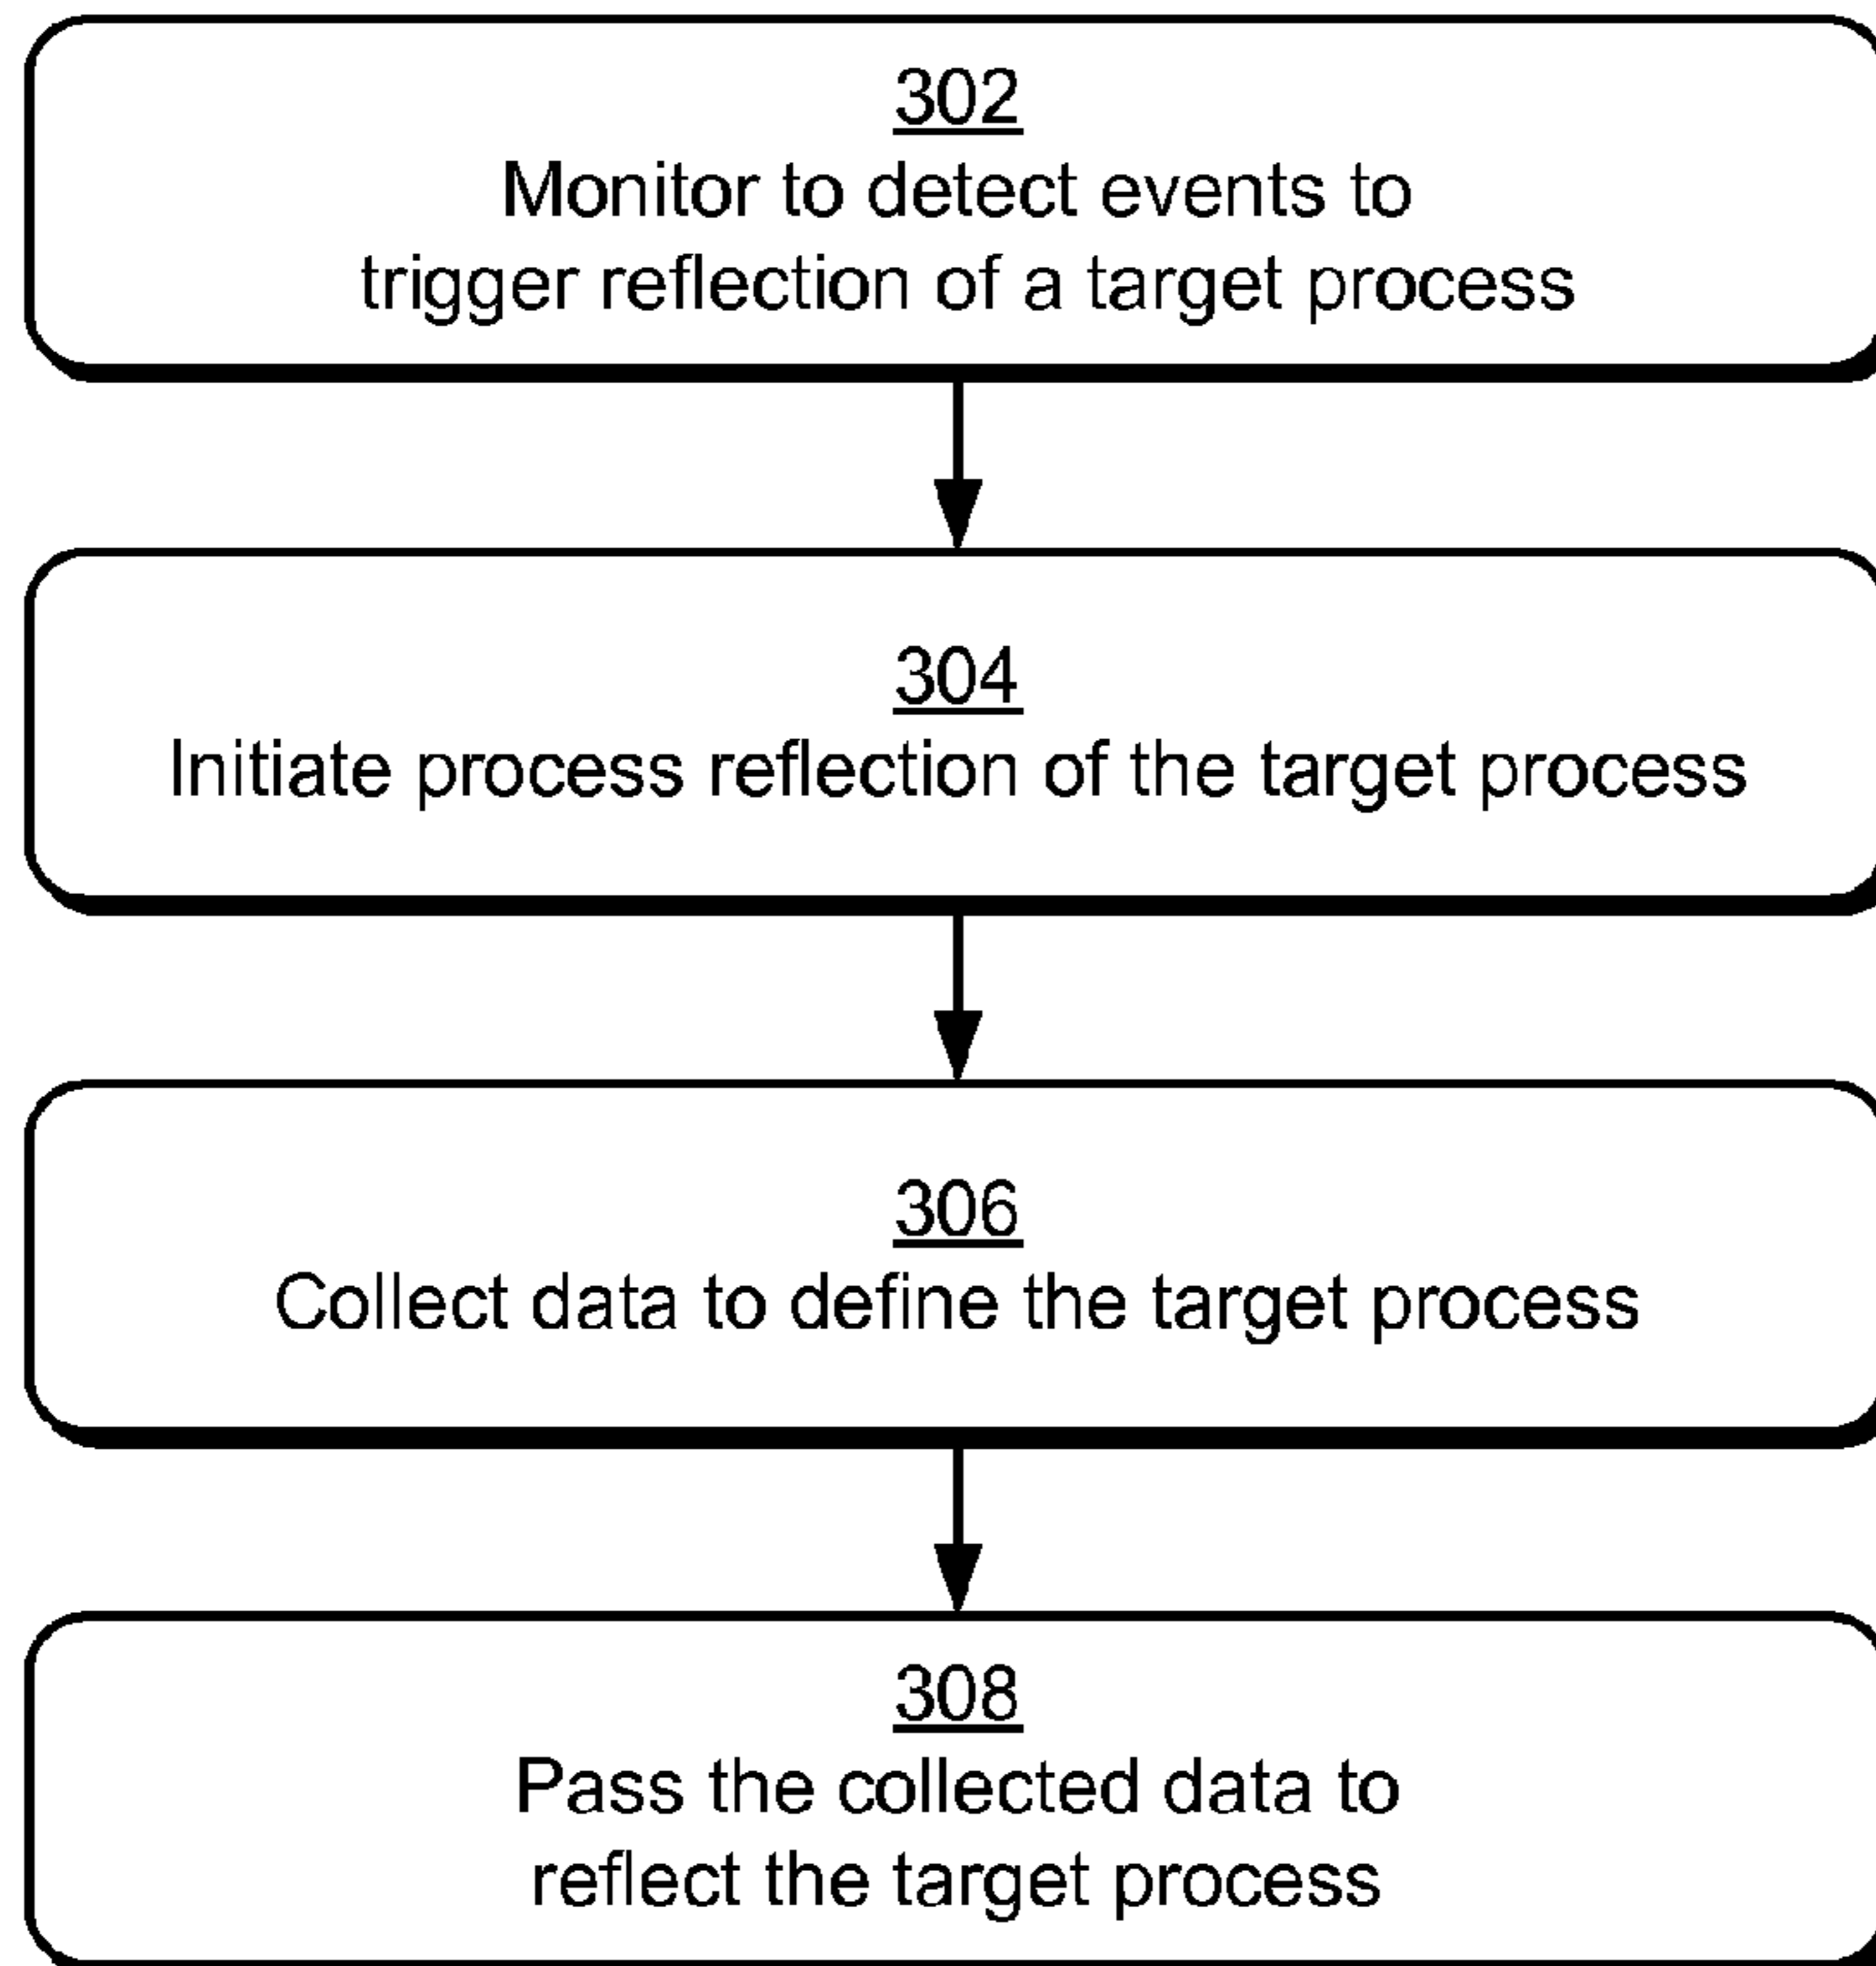 302
Monitor to detect events to
trigger reflection of a target process
304
Initiate process reflection of the target process
306
Collect data to define the target process
308
Pass the collected data to
reflect the target process